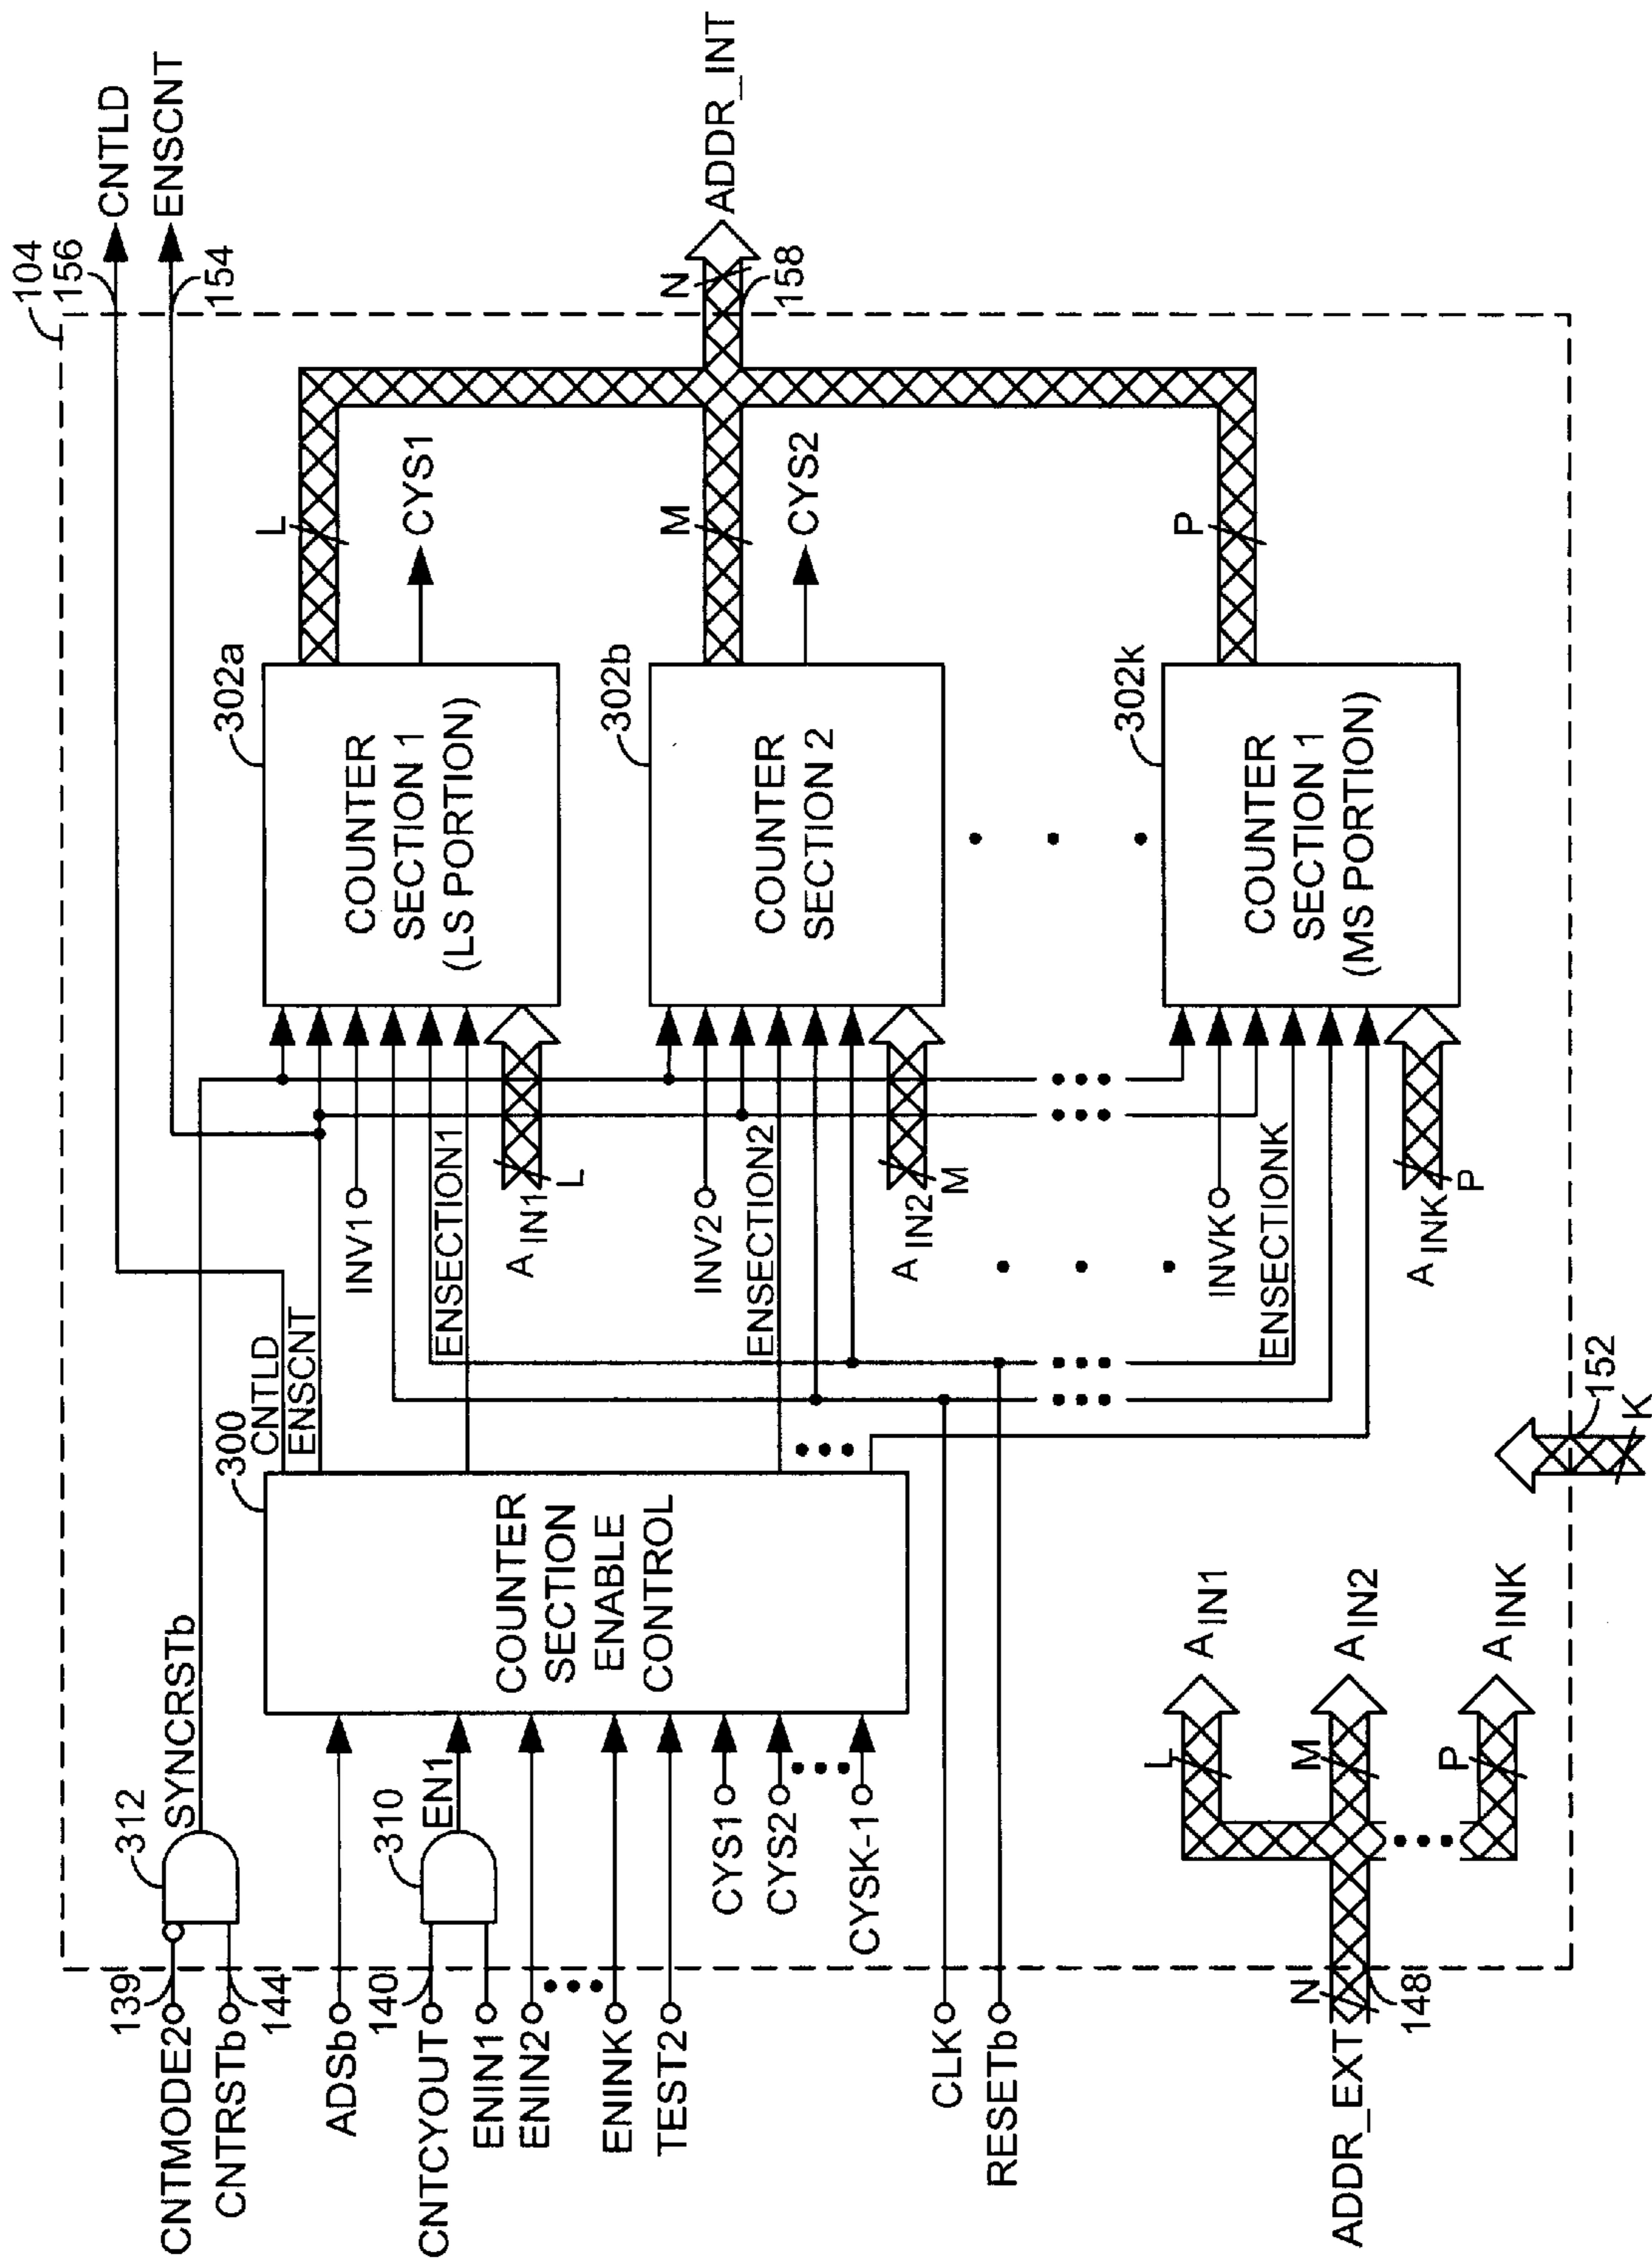 CNTMODE2
139
CNTRSTb
144
312
SYNCRSTb
ADSb
CNTCYOUT
140
ENIN1
310
EN1
ENIN2
ENINK
TEST2
CYS1
CYS2
CYSK-1
CLK
RESETb
300
COUNTER
SECTION
ENABLE
CONTROL
CNTLD
ENSCNT
INV1
ENSECTION1
A IN1
L
INV2
ENSECTION2
A IN2
M
INVK
ENSECTIONK
A INK
P
302a
COUNTER
SECTION 1
(LS PORTION)
302b
COUNTER
SECTION 2
302k
COUNTER
SECTION 1
(MS PORTION)
L
CYS1
M
CYS2
P
104
156
CNTLD
154
ENSCNT
N
158
ADDR_INT
ADDR_EXT
N
148
L
A IN1
M
A IN2
P
A INK
152
K